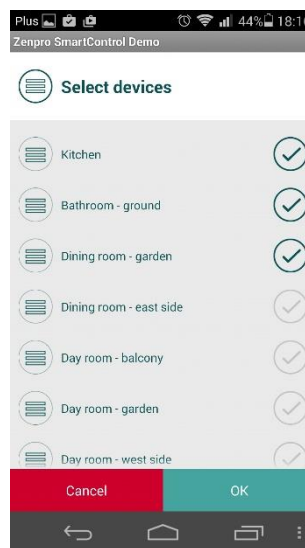 Plus 44% 18:1
Zenpro SmartControl Demo
Select devices
Kitchen
Bathroom - ground
Dining room - garden
Dining room - east side
Day room - balcony
Day room - garden
Day room - west side
Cancel OK